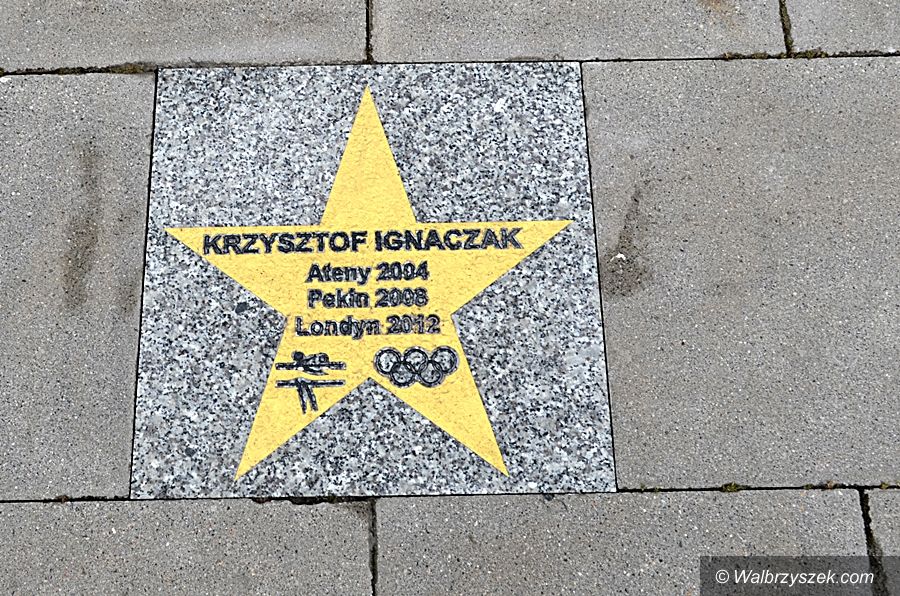 KRZYSZTOF IGNACZAK
Ateny 2004
Pekin 2008
Londyn 2012
© Walbrzyszek.com